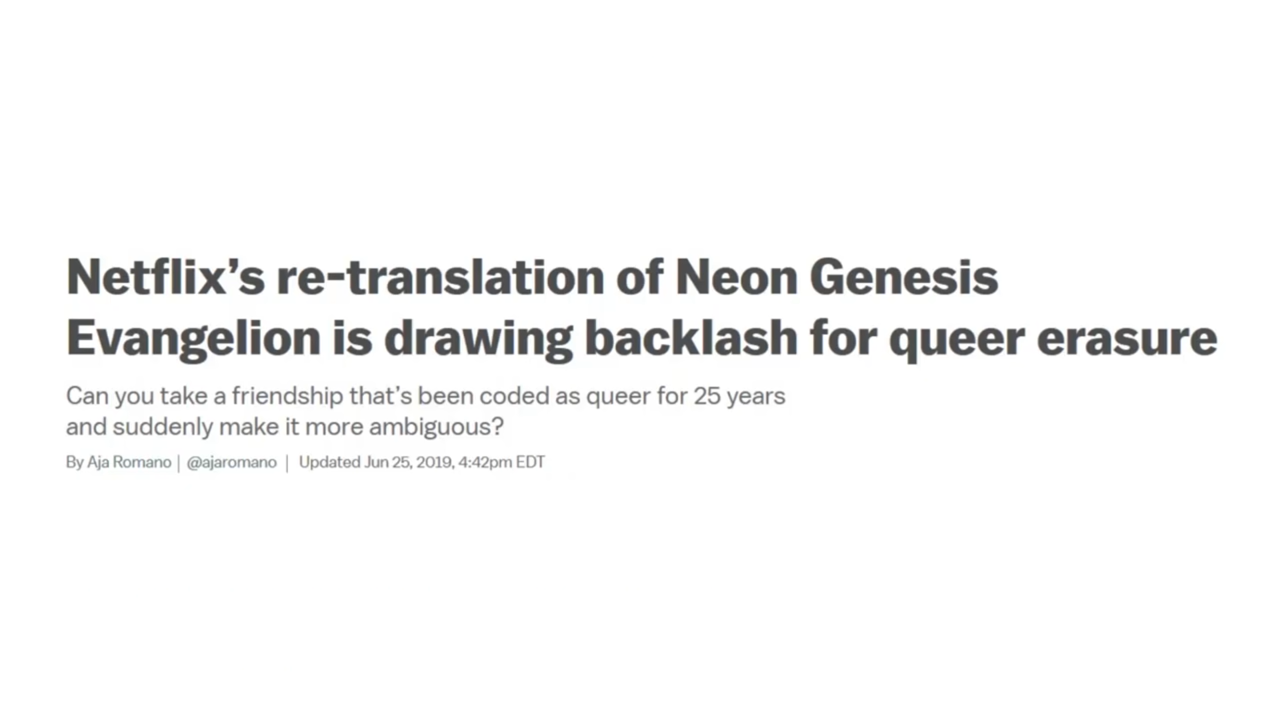 Netflix’s re-translation of Neon Genesis
Evangelion is drawing backlash for queer erasure
Can you take a friendship that’s been coded as queer for 25 years
and suddenly make it more ambiguous?
By Aja Romano | @ajaromano | Updated Jun 25, 2019, 4:42pm EDT